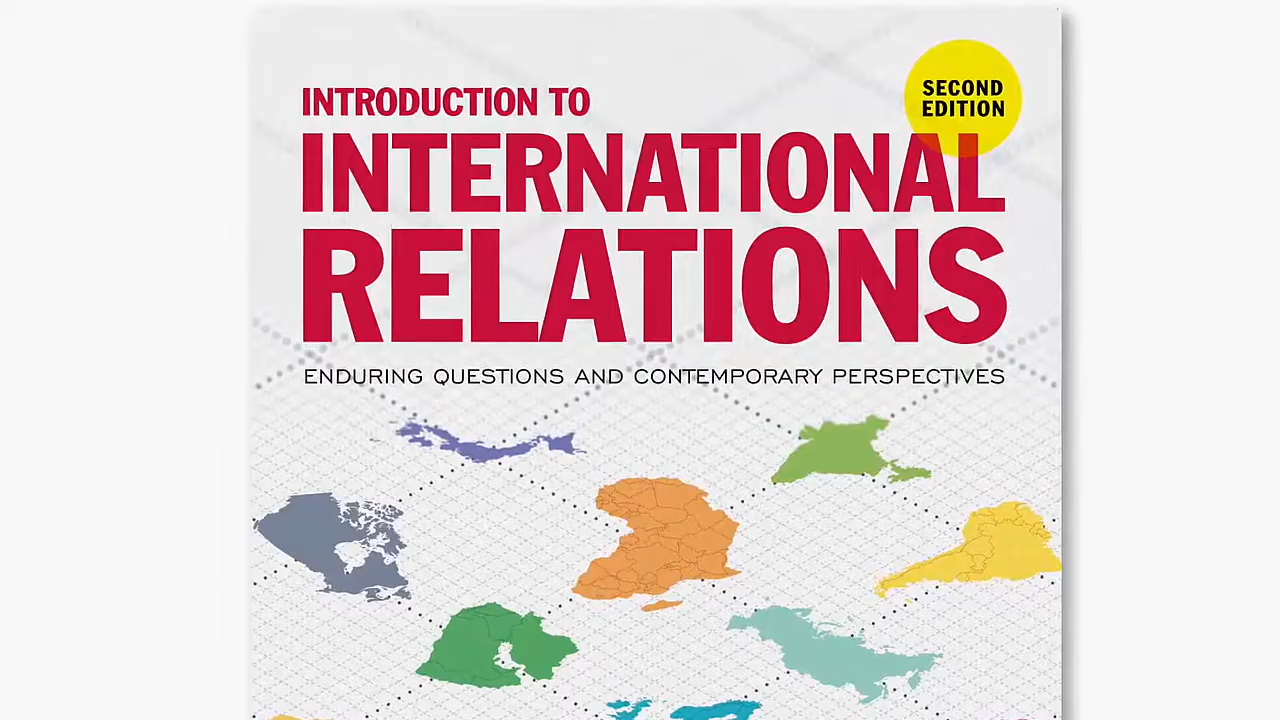 SECOND
EDITION
INTRODUCTION TO
INTERNATIONAL
RELATIONS
ENDURING QUESTIONS AND CONTEMPORARY PERSPECTIVES